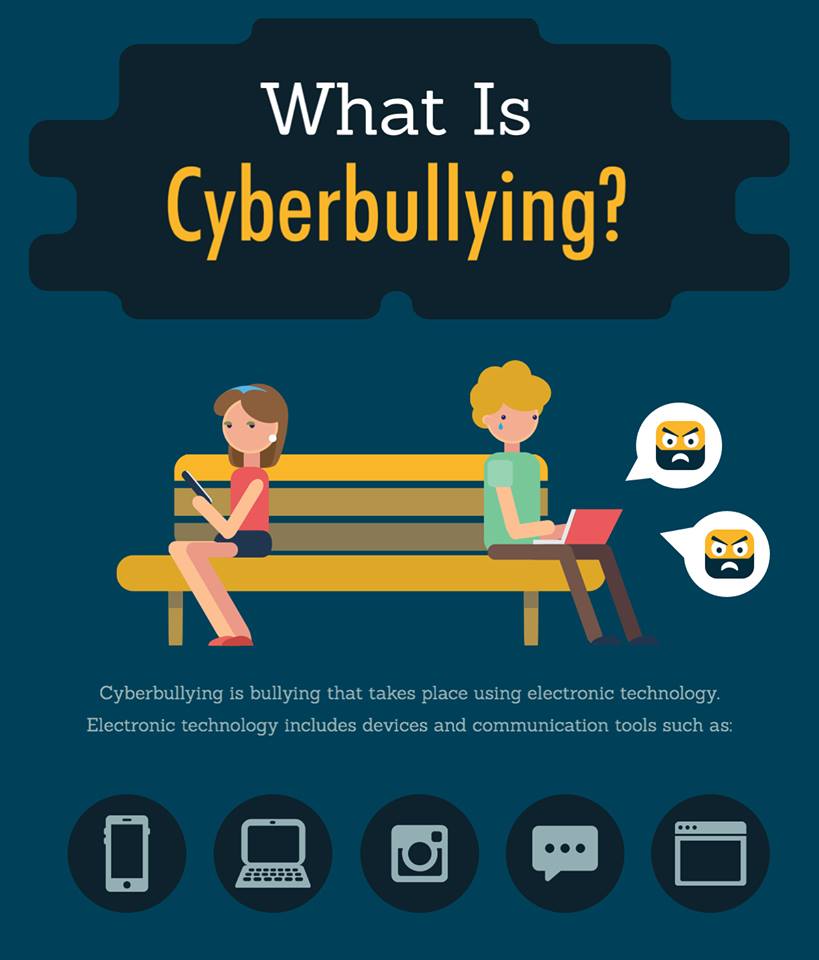 What Is
Cyberbullying?
Cyberbullying is bullying that takes place using electronic technology.
Electronic technology includes devices and communication tools such as: